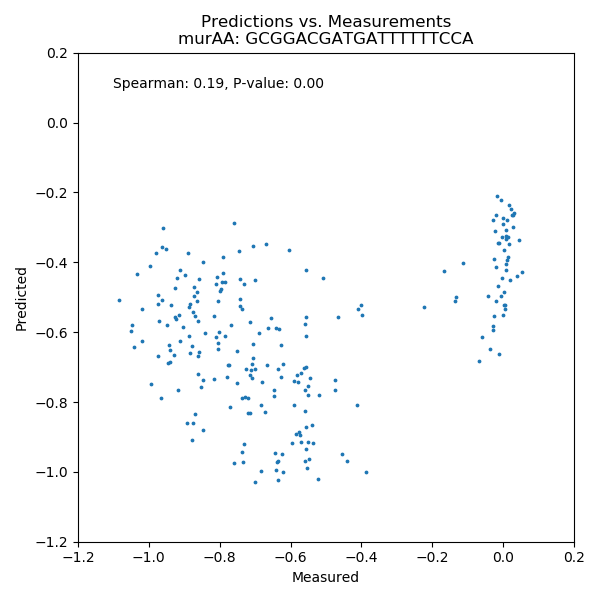 Predictions vs. Measurements
murAA: GCGGACGATGATTTTTTCCA
Spearman: 0.19, P-value: 0.00
0.2
0.0
−0.2
−0.4
−0.6
−0.8
−1.0
−1.2
Predicted
−1.2 −1.0 −0.8 −0.6 −0.4 −0.2 0.0 0.2
Measured